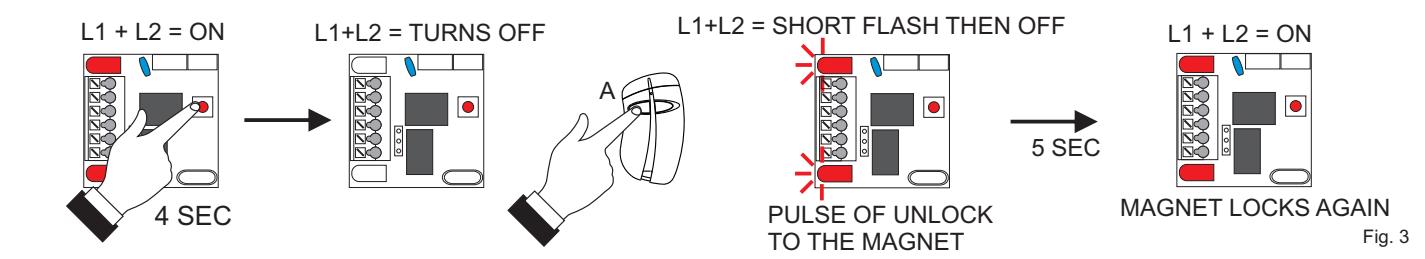 L1 + L2 = ON
L1+L2 = TURNS OFF
L1+L2 = SHORT FLASH THEN OFF
L1 + L2 = ON
A
4 SEC
5 SEC
PULSE OF UNLOCK
TO THE MAGNET
MAGNET LOCKS AGAIN
Fig. 3